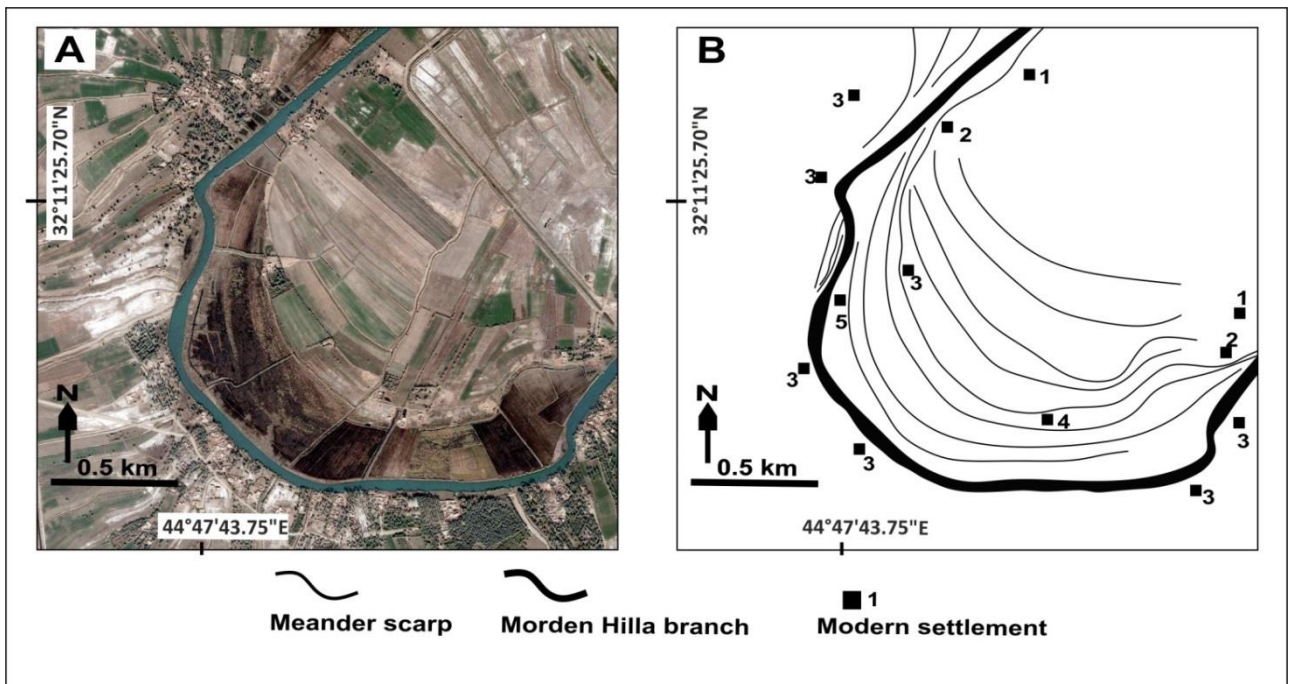 A
32°11'25.70"N
N
0.5 km
44°47'43.75"E
B
1
3
2
3
32°11'25.70"N
3
5
1
2
3
4
3
3
3
N
0.5 km
44°47'43.75"E
1
Meander scarp
Morden Hilla branch
Modern settlement